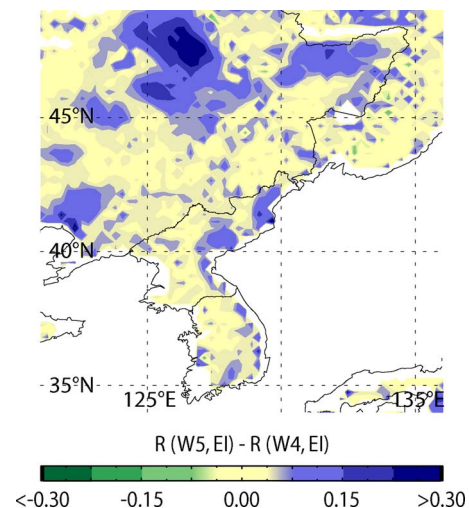 45°N
40°N
35°N
125°E
135°E
R (W5, EI) - R (W4, EI)
<-0.30 -0.15 0.00 0.15 >0.30